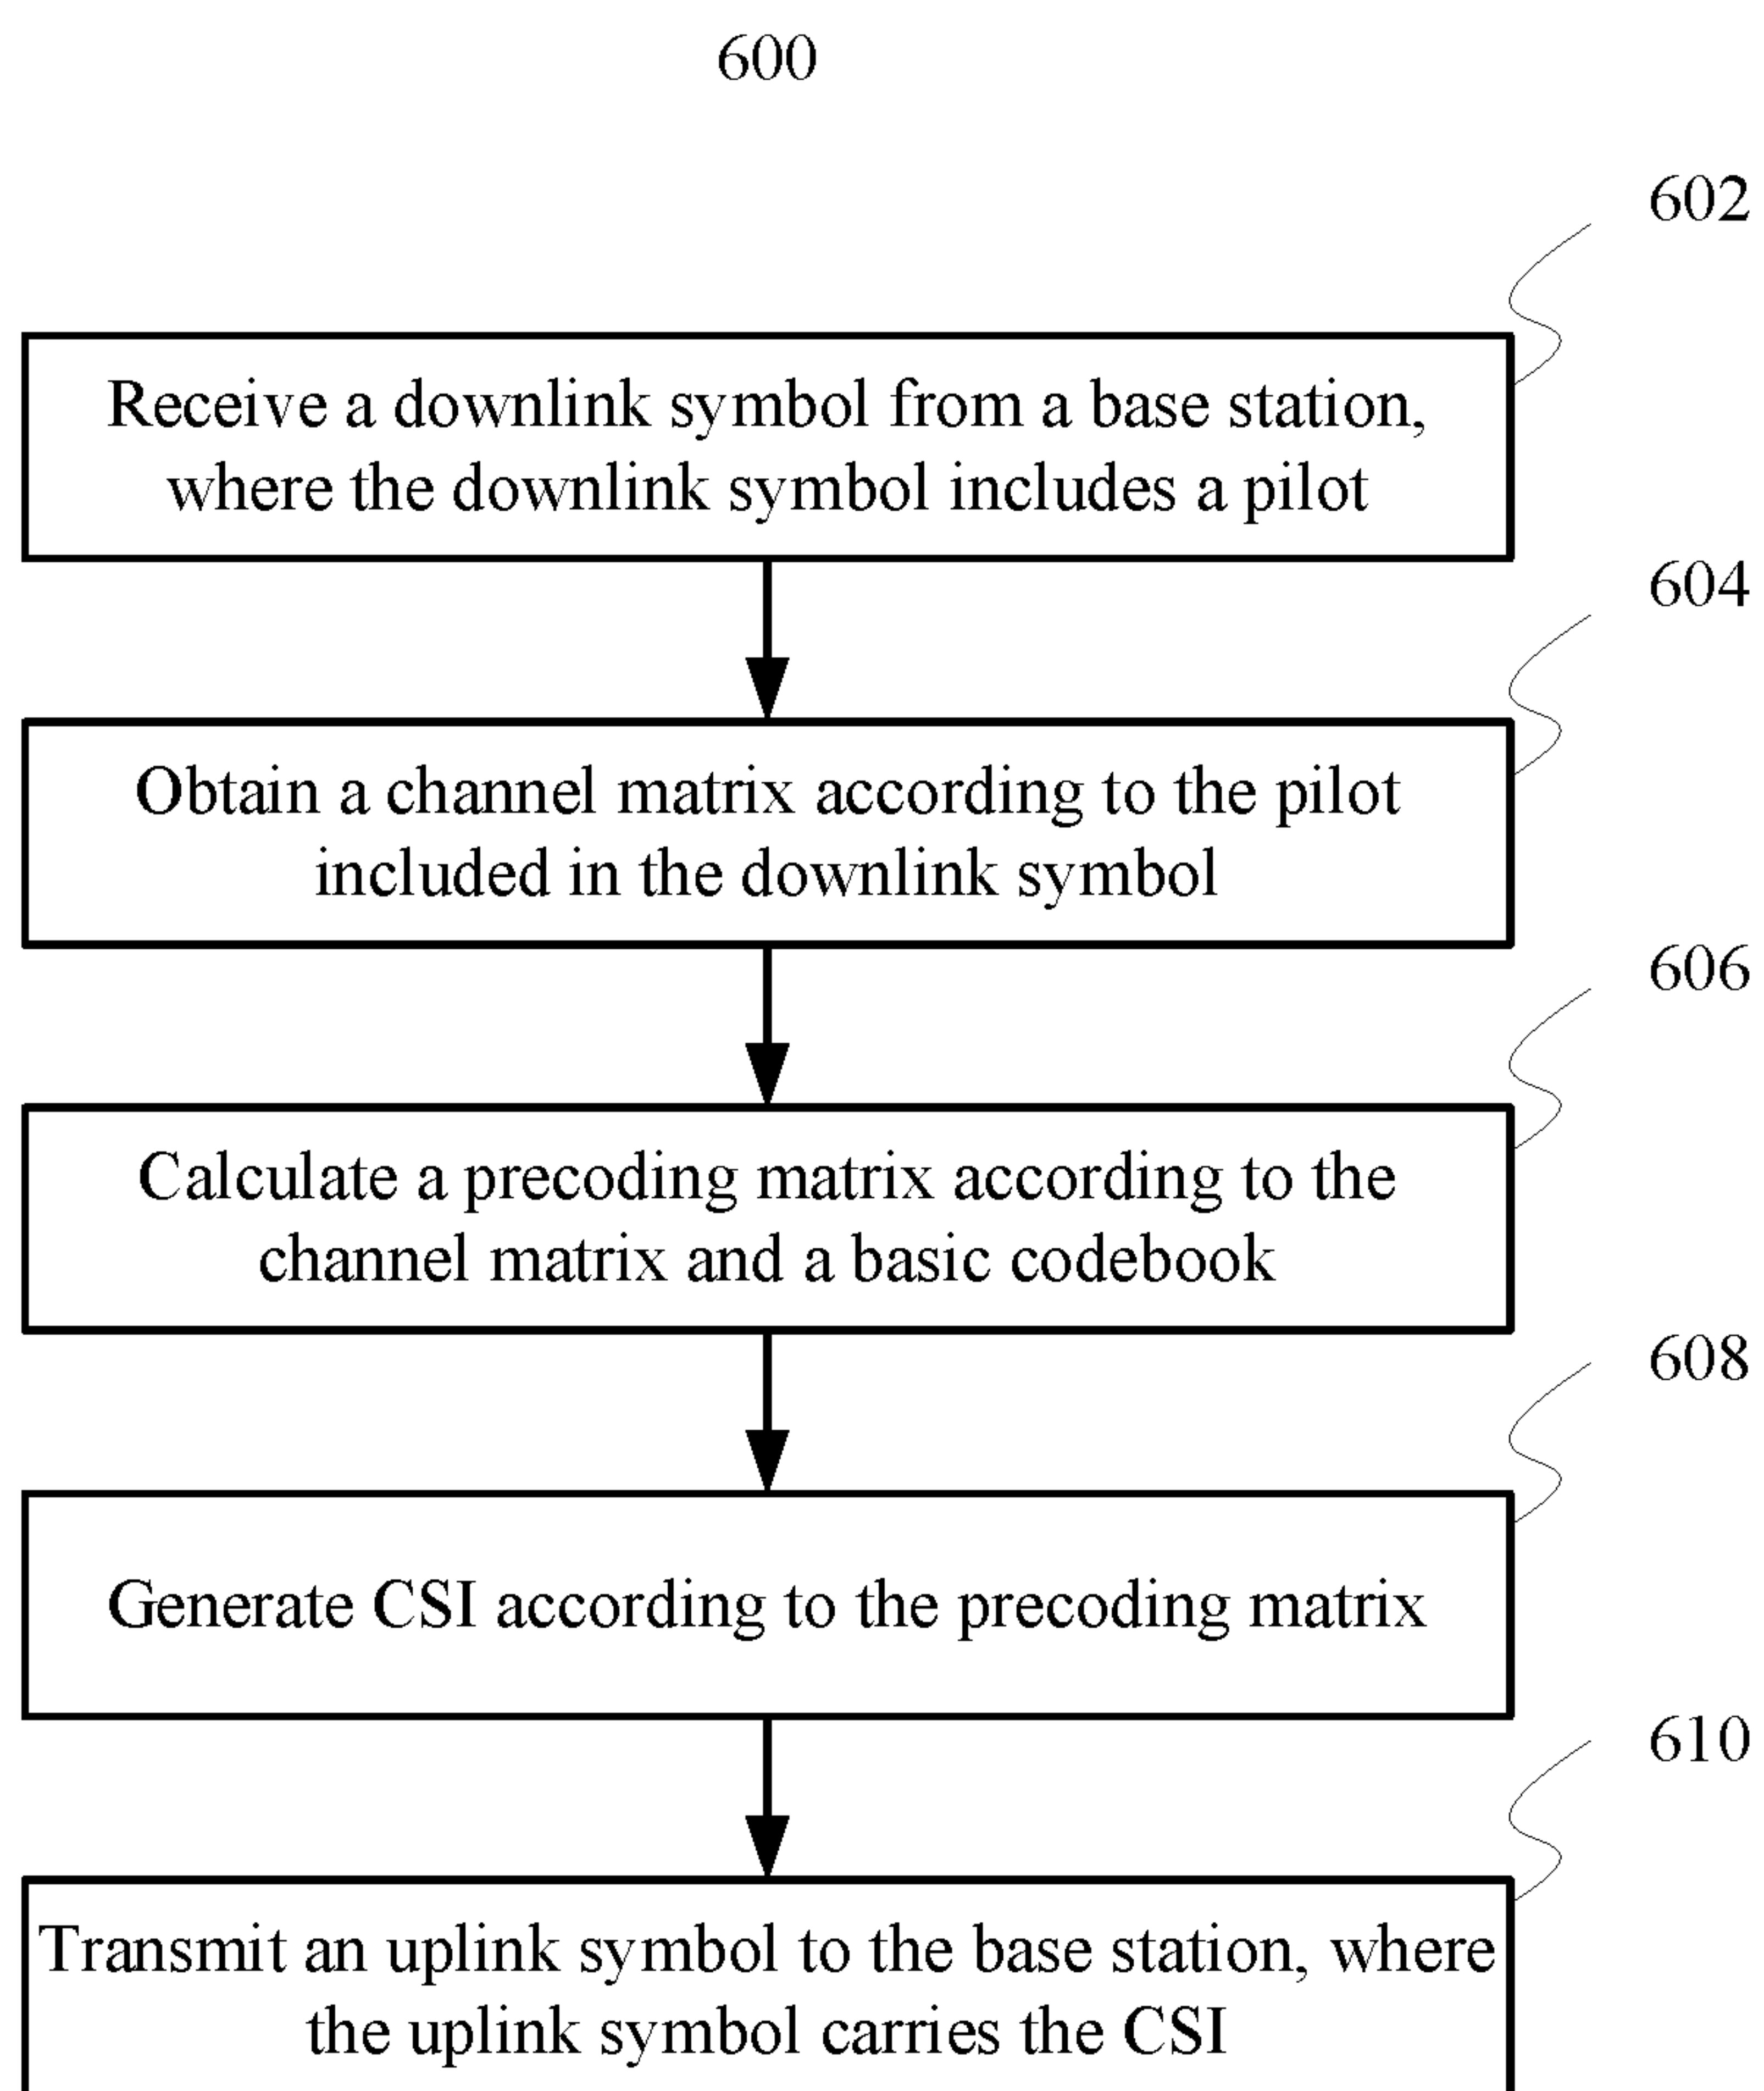 600
602
Receive a downlink symbol from a base station,
where the downlink symbol includes a pilot
604
Obtain a channel matrix according to the pilot
included in the downlink symbol
606
Calculate a precoding matrix according to the
channel matrix and a basic codebook
608
Generate CSI according to the precoding matrix
610
Transmit an uplink symbol to the base station, where
the uplink symbol carries the CSI